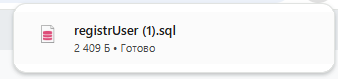 registrUser (1).sql
2 409 Б • Готово